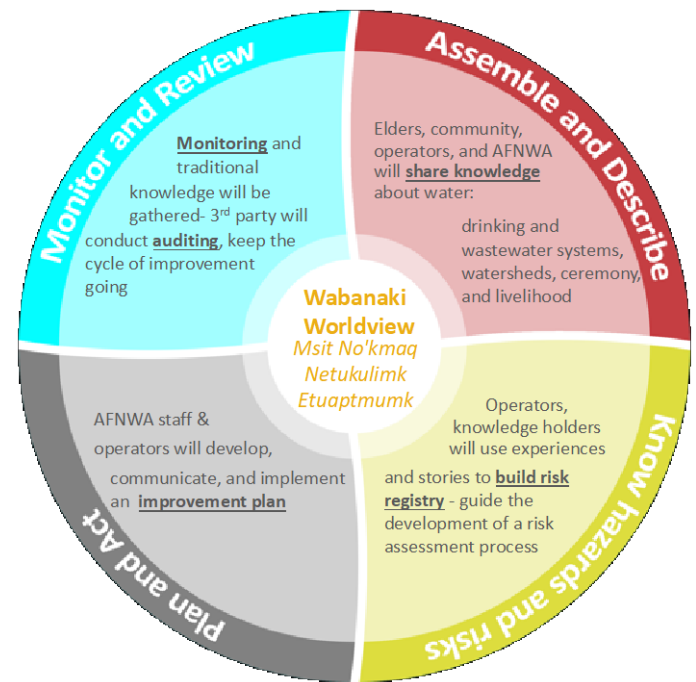 Monitor and Review
Monitoring and
traditional
knowledge will be
gathered- 3rd party will
conduct auditing, keep the
cycle of improvement
going
Assemble and Describe
Elders, community,
operators, and AFNWA
will share knowledge
about water:
drinking and
wastewater systems,
watersheds, ceremony,
and livelihood
Wabanaki
Worldview
Msit No'kmaq
Netukulimk
Etuaptmumk
Know hazards and risks
Operators,
knowledge holders
will use experiences
and stories to build risk
registry - guide the
development of a risk
assessment process
Plan and Act
AFNWA staff &
operators will develop,
communicate, and implement
an improvement plan